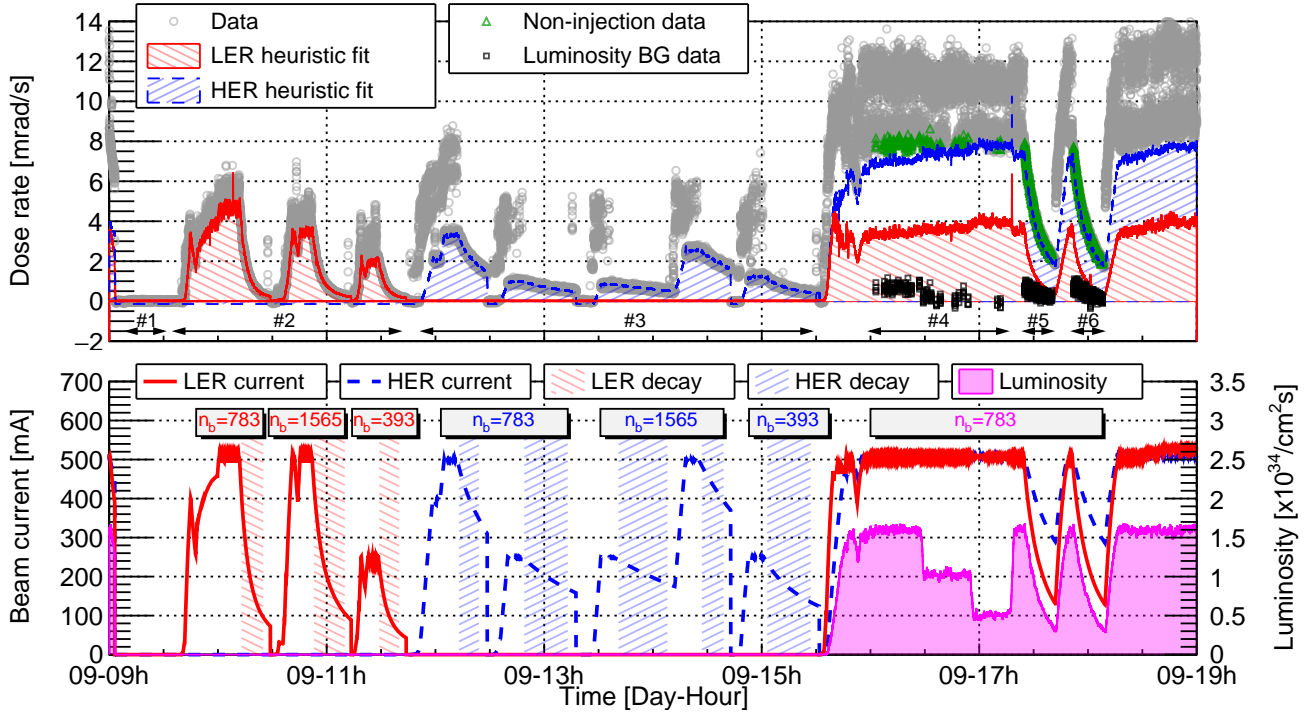 Data
LER heuristic fit
HER heuristic fit
Non-injection data
Luminosity BG data
Dose rate [mrad/s]
14
12
10
8
6
4
2
0
−2
#1
#2
#3
#4
#5
#6
LER current
HER current
LER decay
HER decay
Luminosity
n_b=783
n_b=1565
n_b=393
n_b=783
n_b=1565
n_b=393
n_b=783
Beam current [mA]
700
600
500
400
300
200
100
0
Luminosity [x10^34/cm^2s]
3.5
3
2.5
2
1.5
1
0.5
0
09-09h
09-11h
09-13h
09-15h
09-17h
09-19h
Time [Day-Hour]